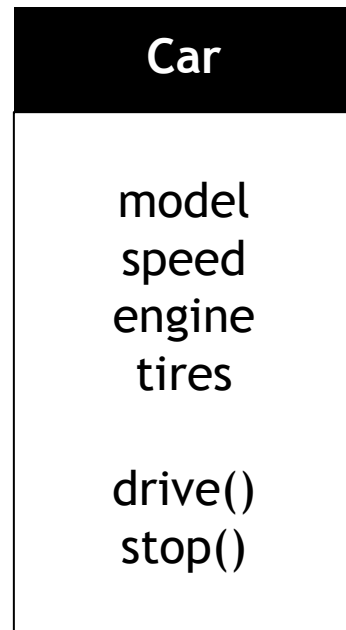 Car
model
speed
engine
tires
drive()
stop()